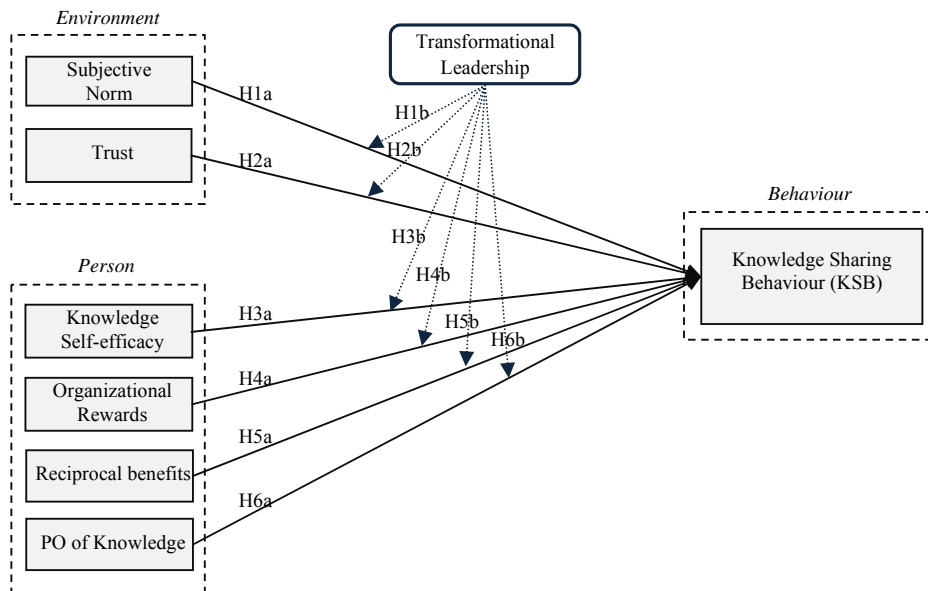 Environment
Subjective
Norm
Trust
Transformational
Leadership
H1a
H1b
H2a
H2b
H3b
H4b
H5b
H6b
Behaviour
Knowledge Sharing
Behaviour (KSB)
Person
Knowledge
Self-efficacy
Organizational
Rewards
Reciprocal benefits
PO of Knowledge
H3a
H4a
H5a
H6a